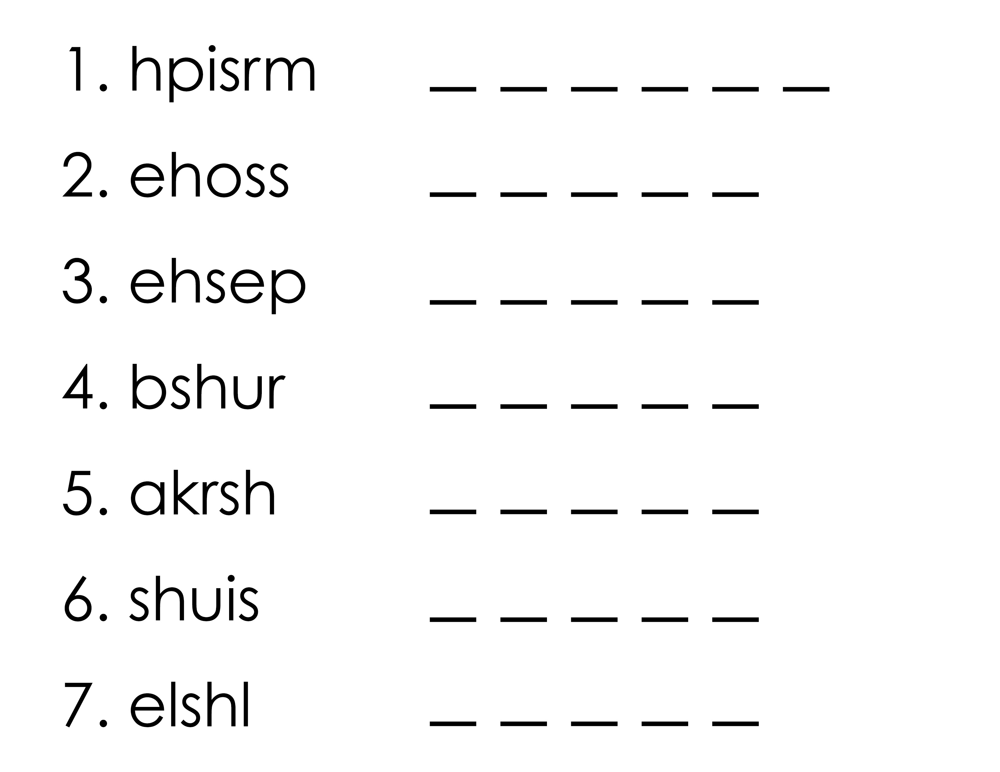 1. hpisrm _ _ _ _ _ _
2. ehoss _ _ _ _ _
3. ehsep _ _ _ _ _
4. bshur _ _ _ _ _
5. akrsh _ _ _ _ _
6. shuis _ _ _ _ _
7. elshl _ _ _ _ _